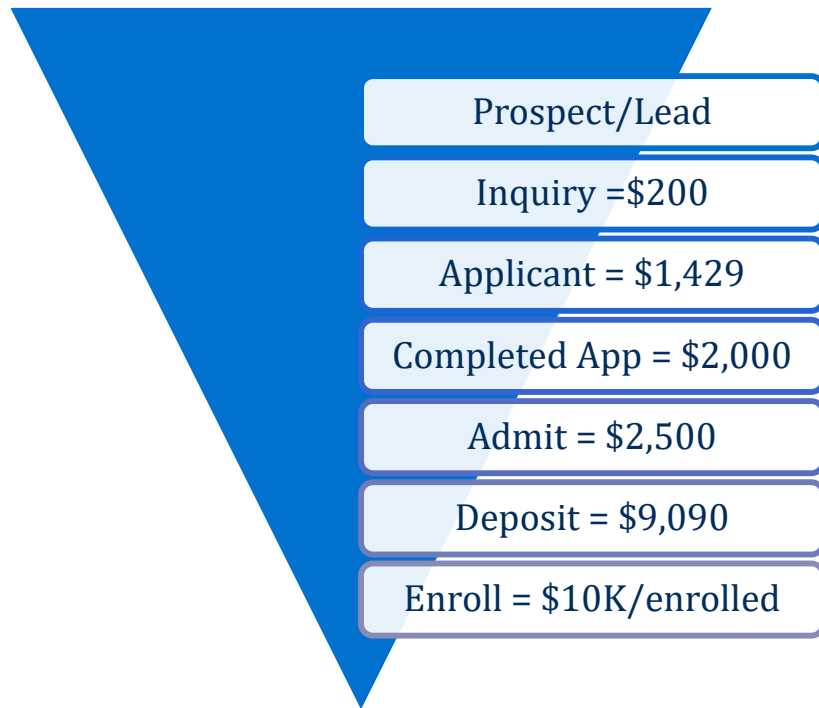 Prospect/Lead
Inquiry =$200
Applicant = $1,429
Completed App = $2,000
Admit = $2,500
Deposit = $9,090
Enroll = $10K/enrolled